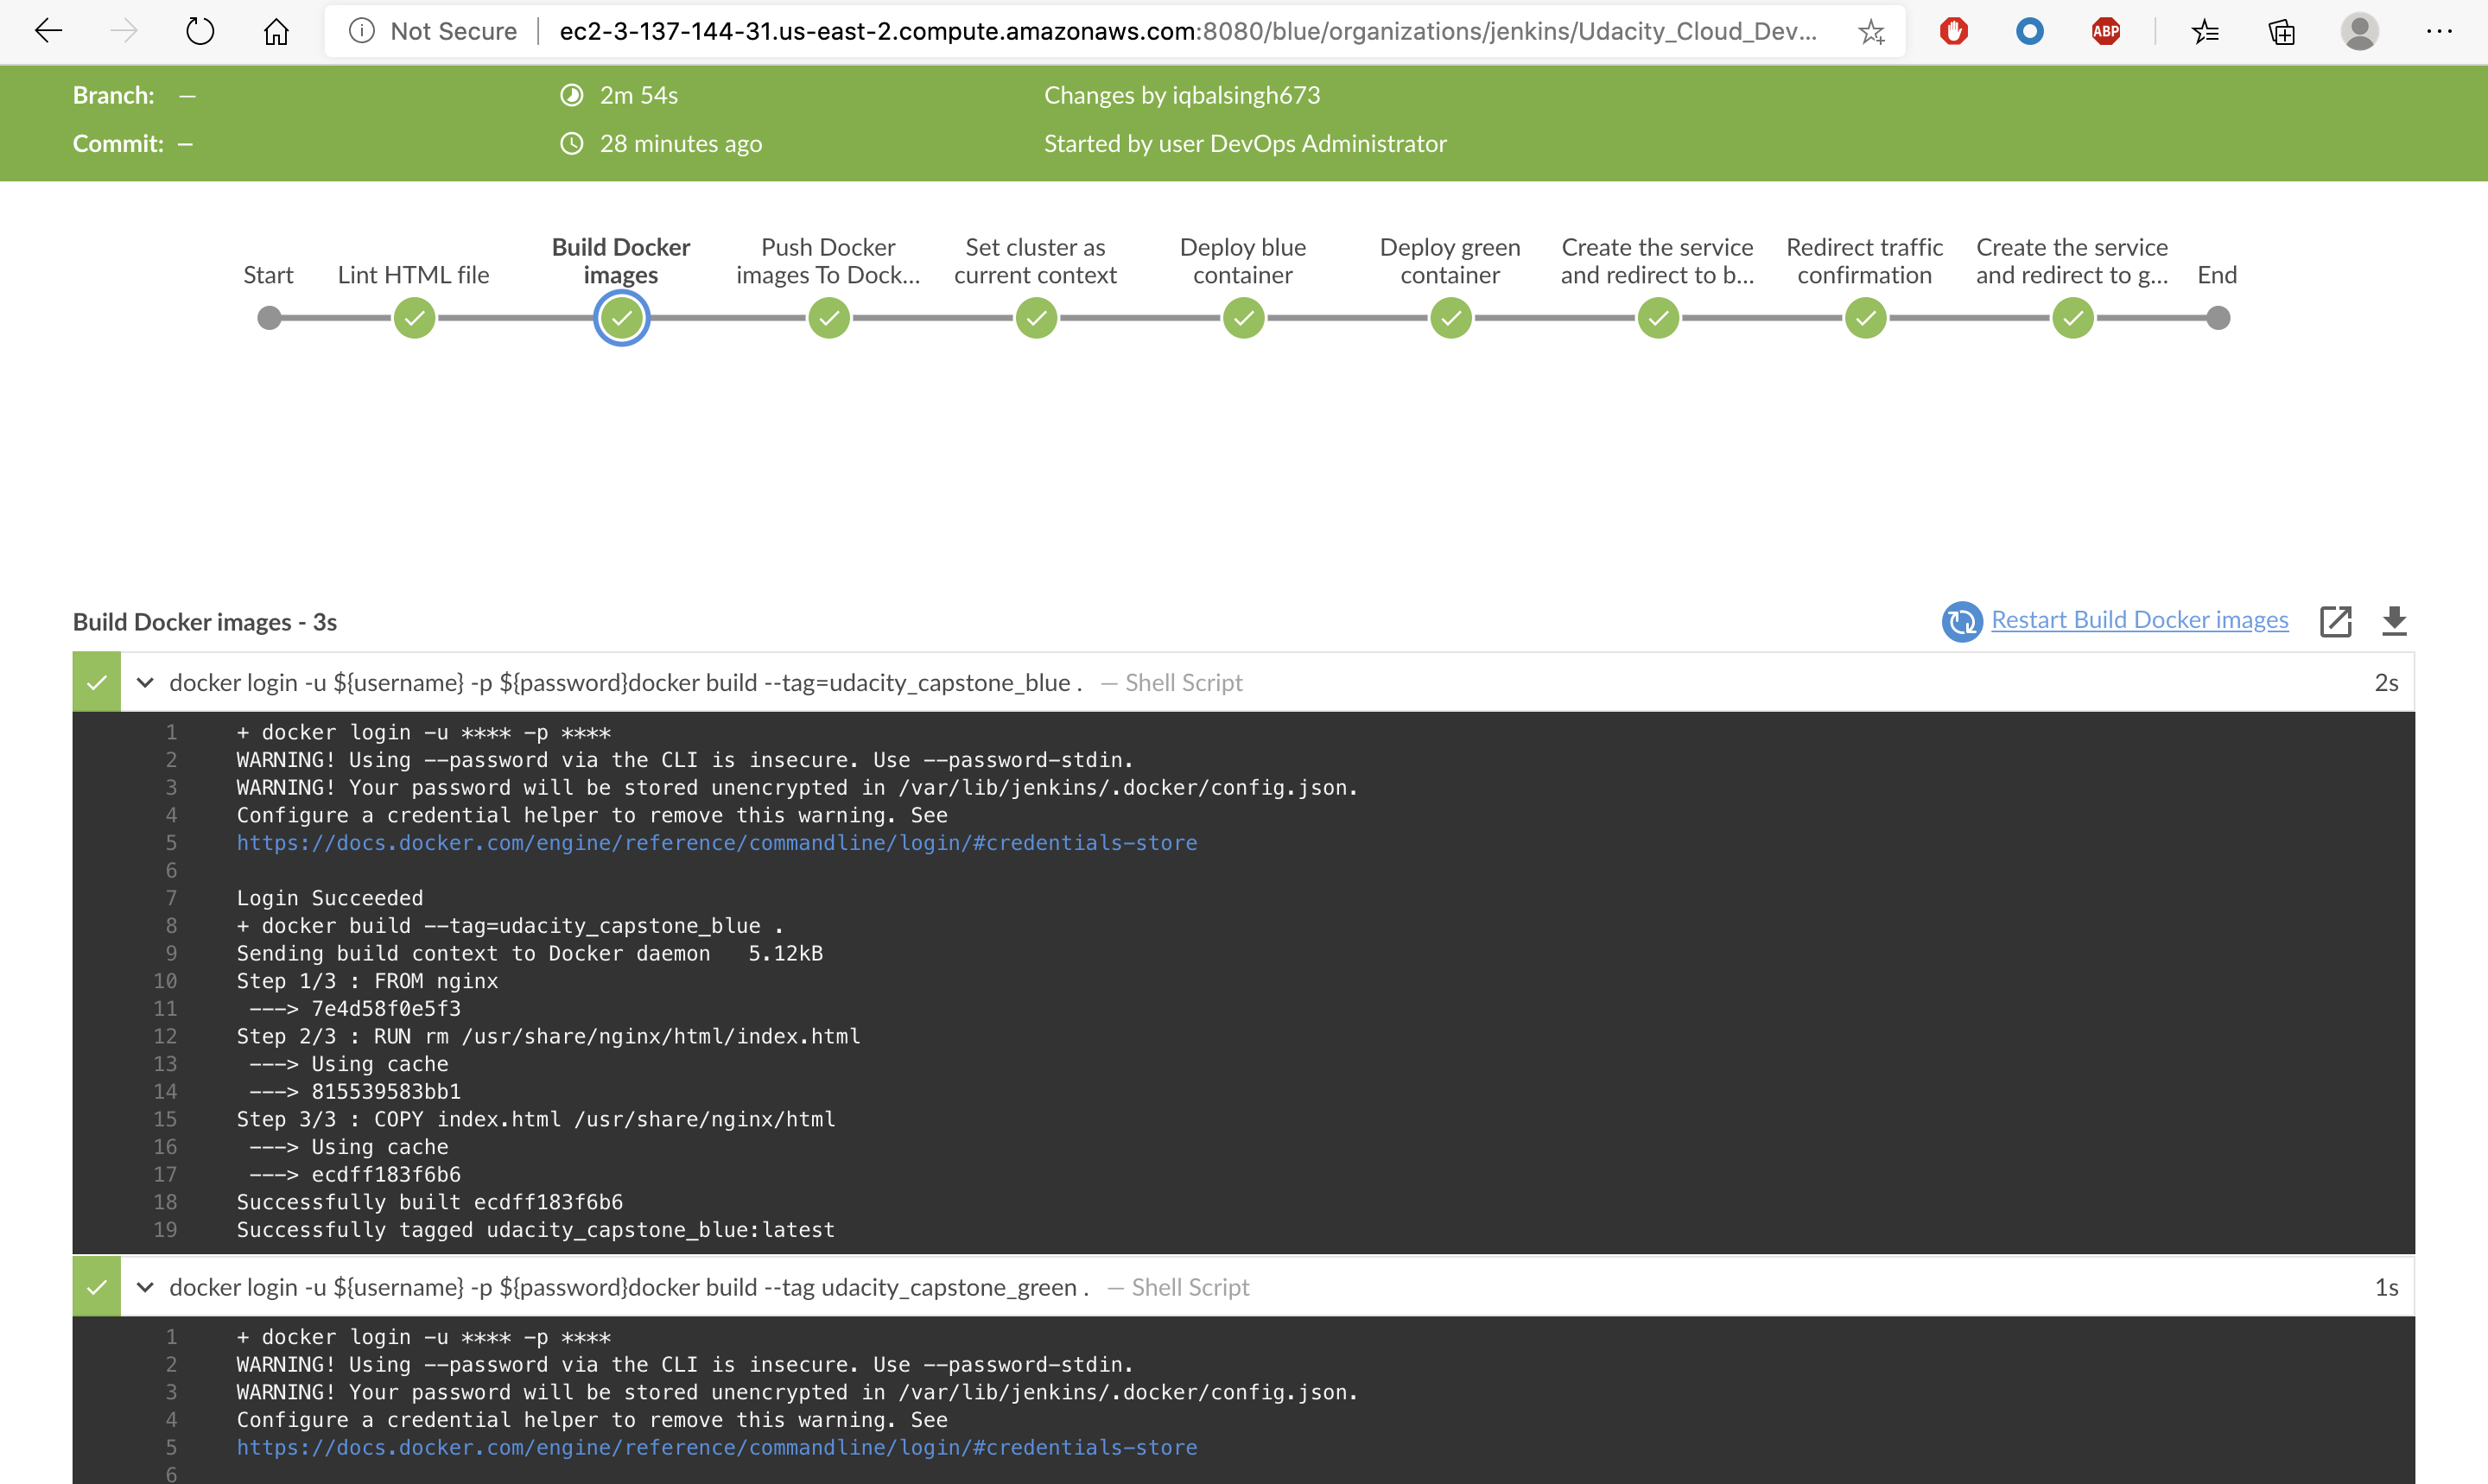 Not Secure ec2-3-137-144-31.us-east-2.compute.amazonaws.com:8080/blue/organizations/jenkins/Udacity_Cloud_Dev... ABP
Branch: — 2m 54s Changes by iqbalsingh673
Commit: — 28 minutes ago Started by user DevOps Administrator
Start
Lint HTML file
Build Docker
images
Push Docker
images To Dock...
Set cluster as
current context
Deploy blue
container
Deploy green
container
Create the service
and redirect to b...
Redirect traffic
confirmation
Create the service
and redirect to g...
End
Build Docker images - 3s Restart Build Docker images
docker login -u ${username} -p ${password}docker build --tag=udacity_capstone_blue . — Shell Script 2s
1 + docker login -u **** -p ****
2 WARNING! Using --password via the CLI is insecure. Use --password-stdin.
3 WARNING! Your password will be stored unencrypted in /var/lib/jenkins/.docker/config.json.
4 Configure a credential helper to remove this warning. See
5 https://docs.docker.com/engine/reference/commandline/login/#credentials-store
6
7 Login Succeeded
8 + docker build --tag=udacity_capstone_blue .
9 Sending build context to Docker daemon 5.12kB
10 Step 1/3 : FROM nginx
11 ---> 7e4d58f0e5f3
12 Step 2/3 : RUN rm /usr/share/nginx/html/index.html
13 ---> Using cache
14 ---> 815539583bb1
15 Step 3/3 : COPY index.html /usr/share/nginx/html
16 ---> Using cache
17 ---> ecdff183f6b6
18 Successfully built ecdff183f6b6
19 Successfully tagged udacity_capstone_blue:latest
docker login -u ${username} -p ${password}docker build --tag udacity_capstone_green . — Shell Script 1s
1 + docker login -u **** -p ****
2 WARNING! Using --password via the CLI is insecure. Use --password-stdin.
3 WARNING! Your password will be stored unencrypted in /var/lib/jenkins/.docker/config.json.
4 Configure a credential helper to remove this warning. See
5 https://docs.docker.com/engine/reference/commandline/login/#credentials-store
6